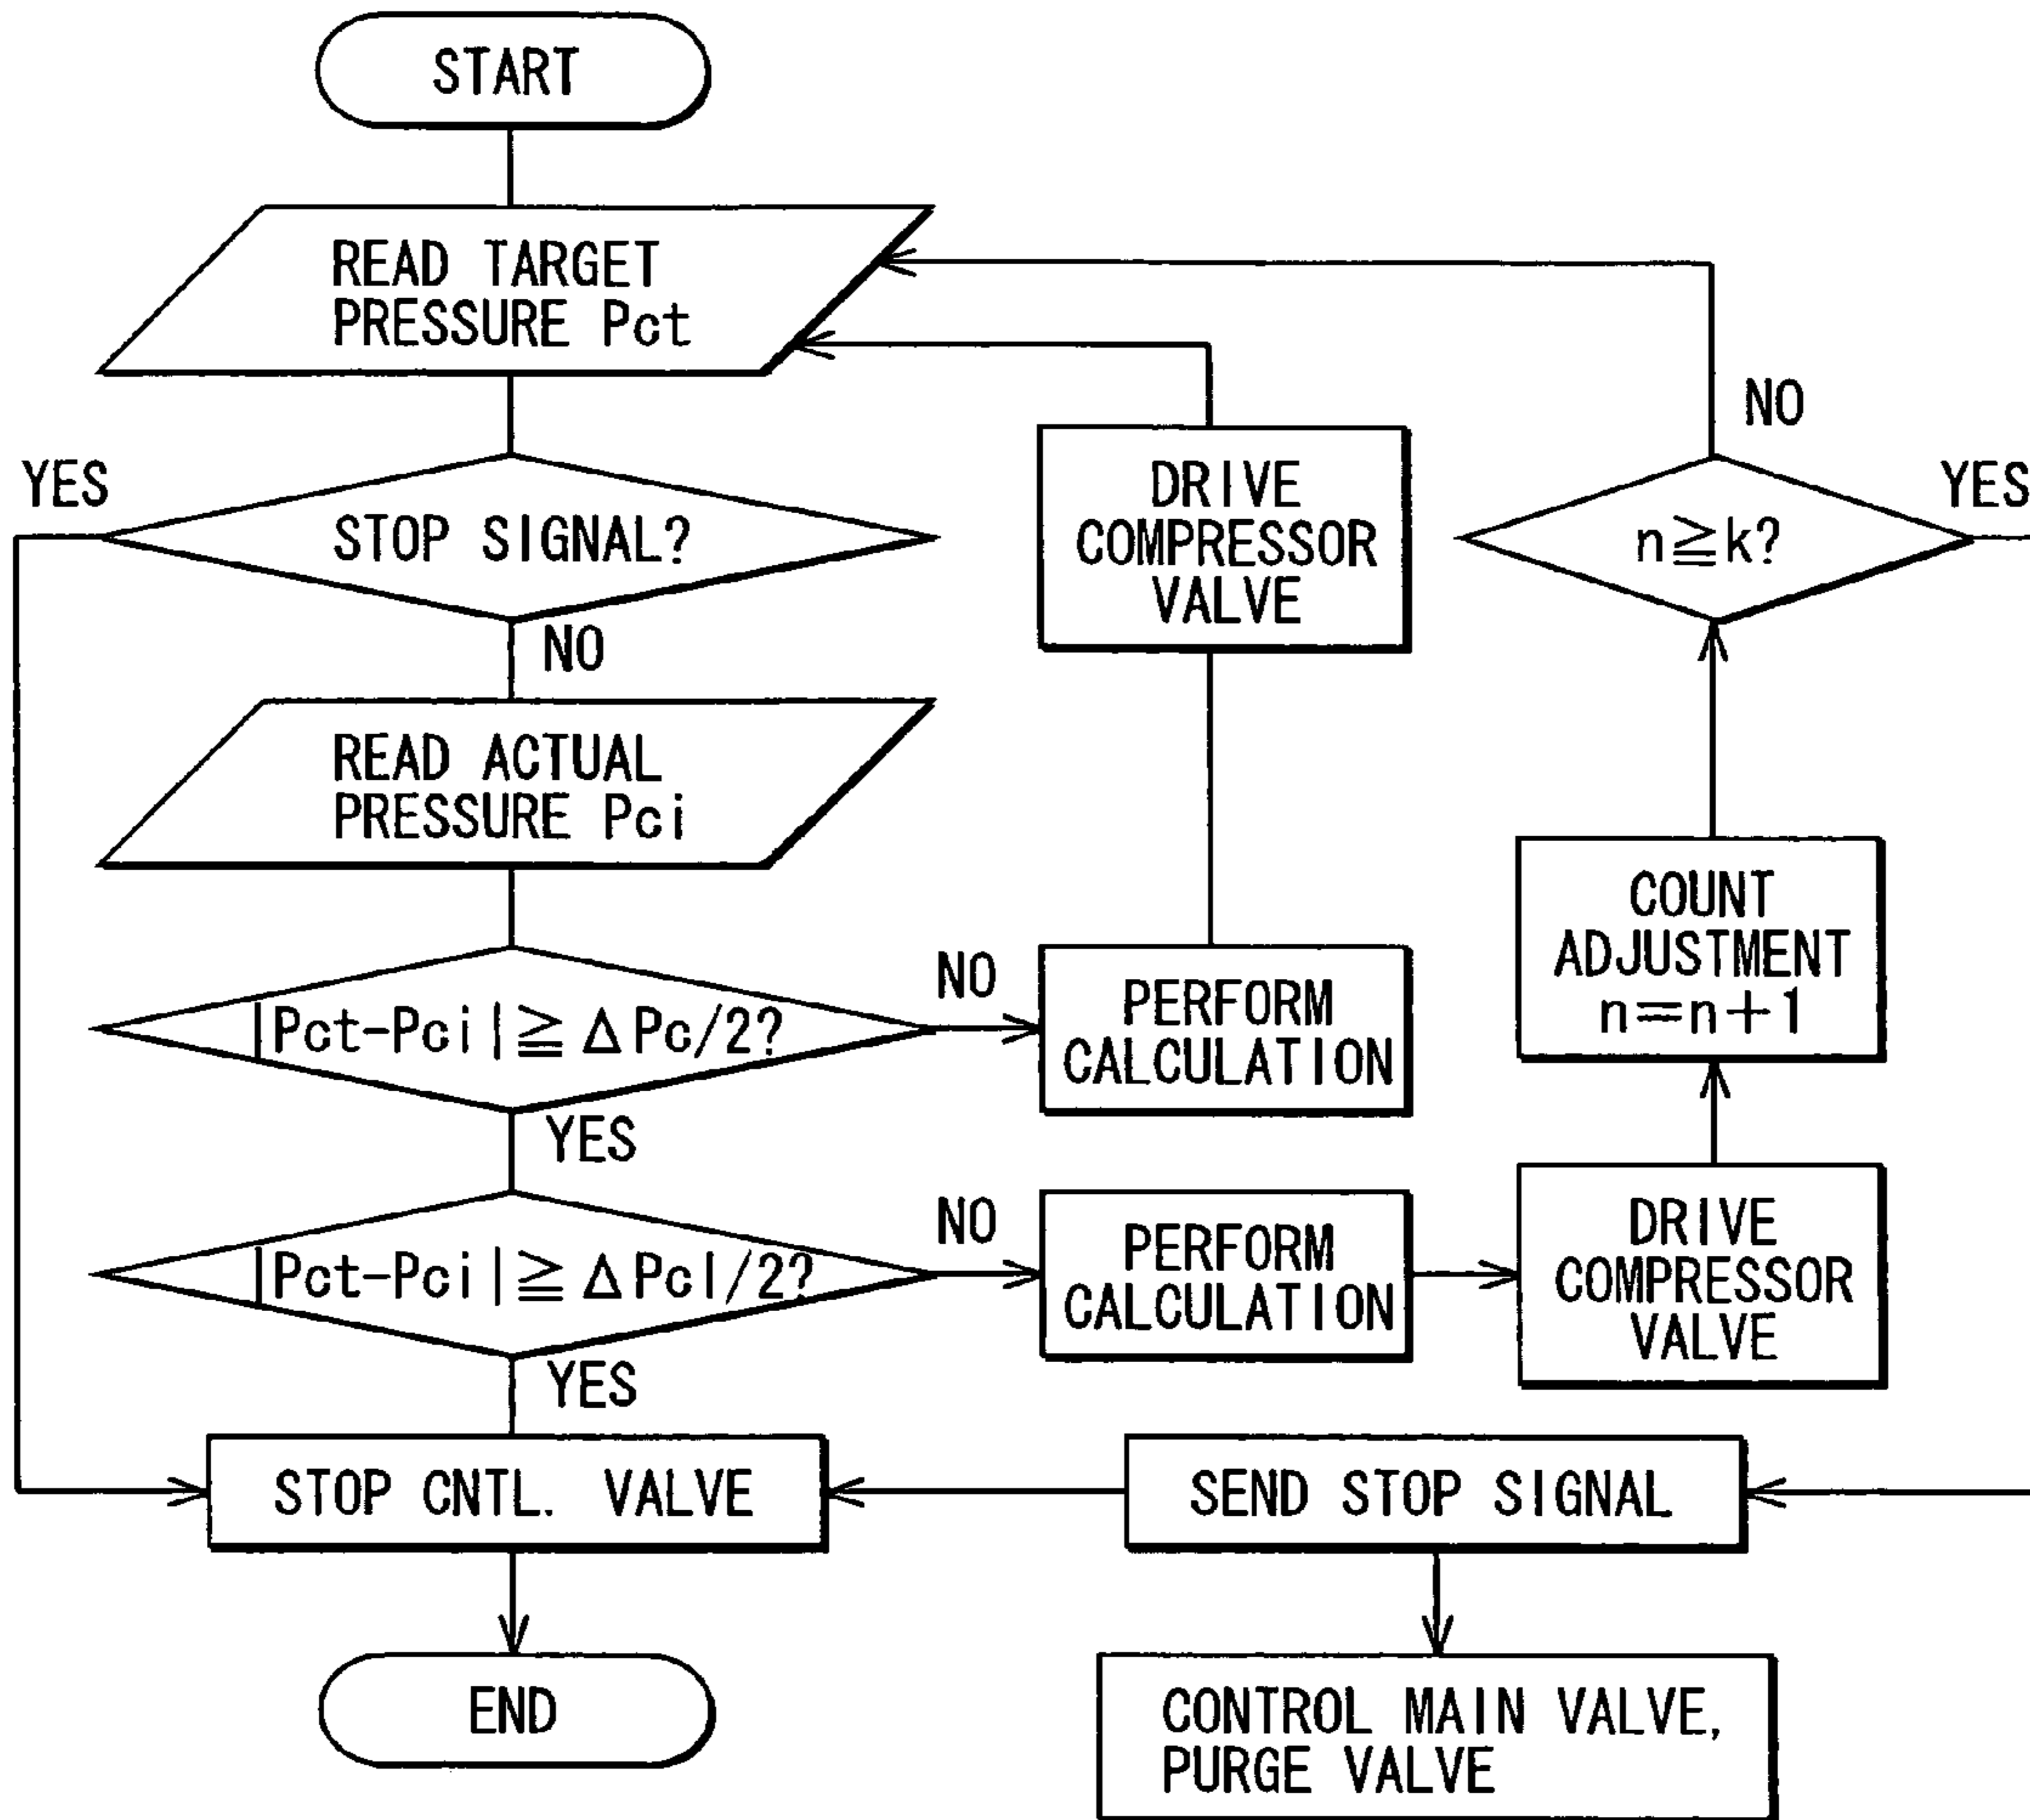 START
READ TARGET
PRESSURE Pct
NO
YES
DRIVE
COMPRESSOR
VALVE
YES
STOP SIGNAL?
n≧k?
NO
READ ACTUAL
PRESSURE Pci
COUNT
ADJUSTMENT
n=n+1
NO
|Pct-Pci|≧ΔPc/2?
PERFORM
CALCULATION
YES
NO
|Pct-Pci|≧ΔPcl/2?
PERFORM
CALCULATION
DRIVE
COMPRESSOR
VALVE
YES
STOP CNTL. VALVE
SEND STOP SIGNAL
END
CONTROL MAIN VALVE,
PURGE VALVE